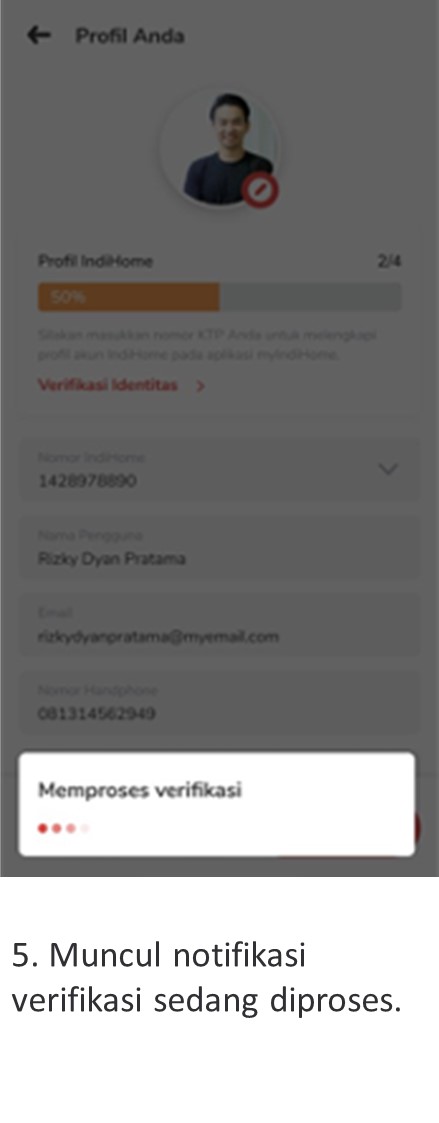 Profil Anda
Profil IndiHome 2/4
50%
Silakan masukkan nomor KTP Anda untuk melengkapi
profil akun IndiHome pada aplikasi myIndiHome.
Verifikasi Identitas >
Nomor IndiHome
1428978890
Nama Pengguna
Rizky Dyan Pratama
Email
rizkydyanpratama@myemail.com
Nomor Handphone
081314562949
Memproses verifikasi
5. Muncul notifikasi
verifikasi sedang diproses.